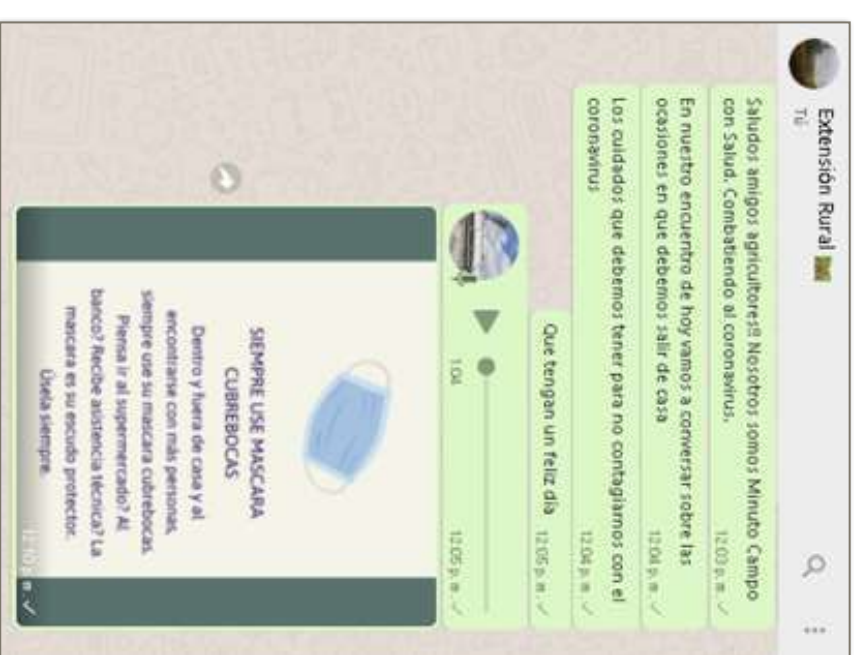 Extensión Rural
Tú
Saludos amigos agricultores!! Nosotros somos Minuto Campo
con Salud. Combatiendo al coronavirus.
12:03 p. m.
En nuestro encuentro de hoy vamos a conversar sobre las
ocasiones en que debemos salir de casa
12:04 p. m.
Los cuidados que debemos tener para no contagiarnos con el
coronavirus
12:04 p. m.
Que tengan un feliz día
12:05 p. m.
1:04
12:05 p. m.
SIEMPRE USE MASCARA
CUBREBOCAS
Dentro y fuera de casa y al
encontrarse con más personas,
siempre use su mascara cubrebocas.
Piensa ir al supermercado? Al
banco? Recibe asistencia técnica? La
mascara es su escudo protector.
Úsela siempre.
12:10 p. m.